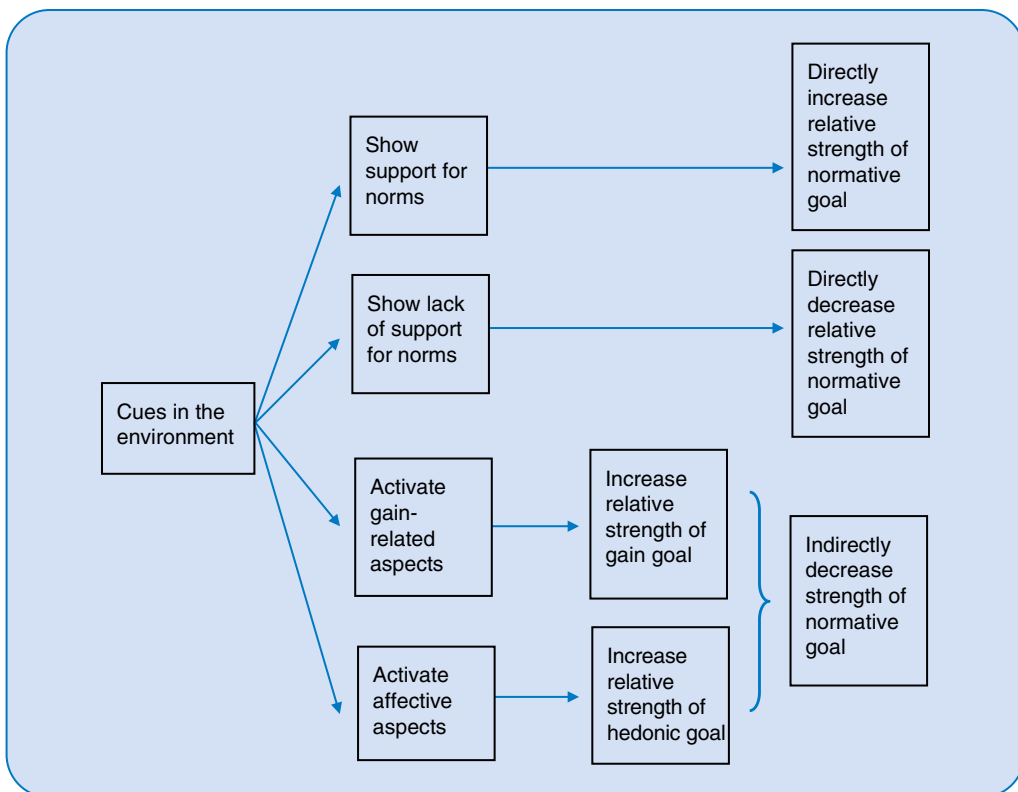 Cues in the
environment
Show
support for
norms
Directly
increase
relative
strength of
normative
goal
Show lack
of support
for norms
Directly
decrease
relative
strength of
normative
goal
Activate
gain-
related
aspects
Increase
relative
strength of
gain goal
Activate
affective
aspects
Increase
relative
strength of
hedonic goal
Indirectly
decrease
strength of
normative
goal